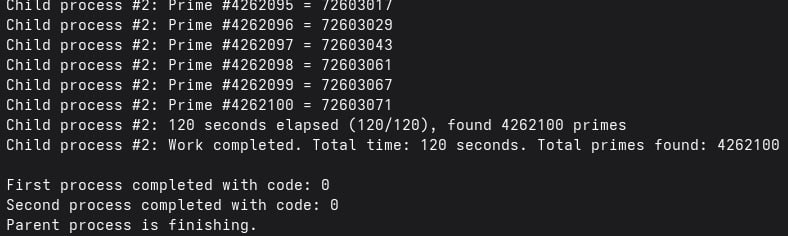 Child process #2: Prime #4262095 = 72603017
Child process #2: Prime #4262096 = 72603029
Child process #2: Prime #4262097 = 72603043
Child process #2: Prime #4262098 = 72603061
Child process #2: Prime #4262099 = 72603067
Child process #2: Prime #4262100 = 72603071
Child process #2: 120 seconds elapsed (120/120), found 4262100 primes
Child process #2: Work completed. Total time: 120 seconds. Total primes found: 4262100
First process completed with code: 0
Second process completed with code: 0
Parent process is finishing.